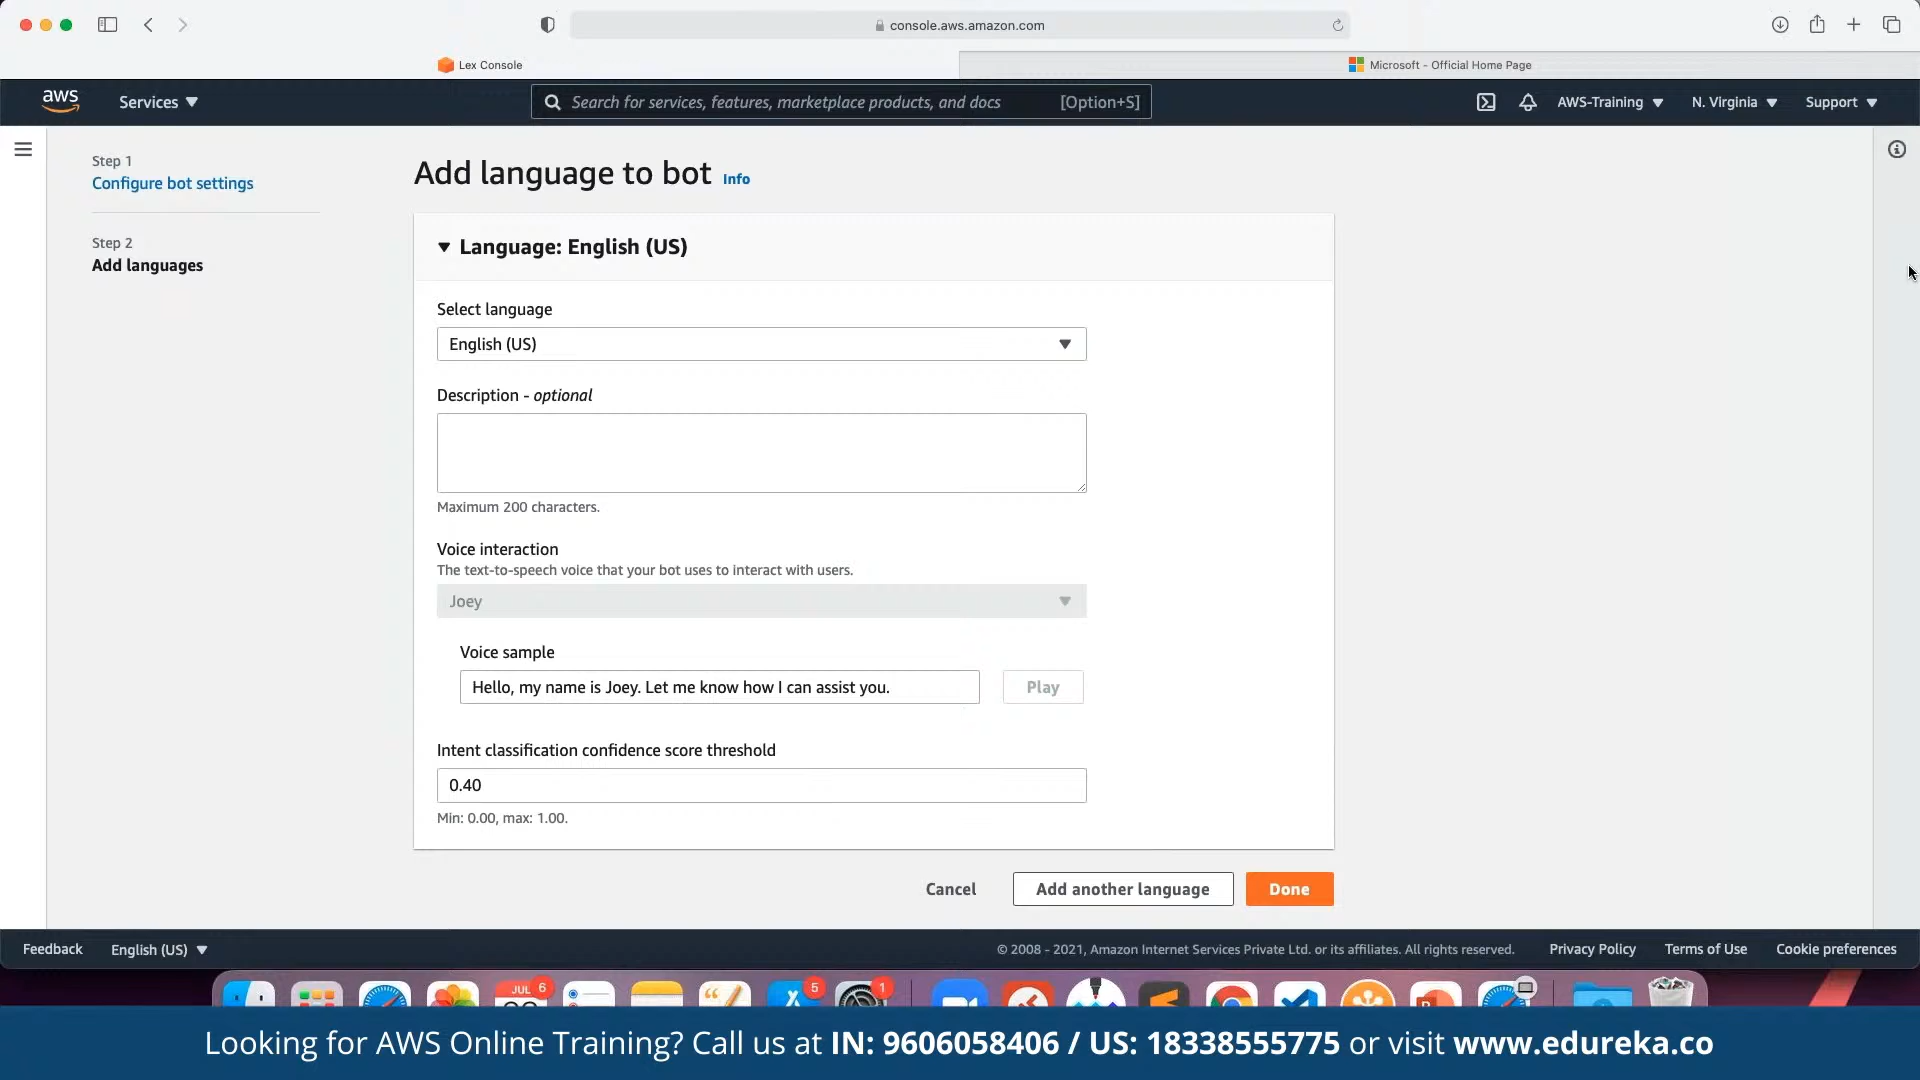 console.aws.amazon.com
Lex Console
Microsoft - Official Home Page
aws
Services
Search for services, features, marketplace products, and docs [Option+S]
AWS-Training
N. Virginia
Support
Step 1
Configure bot settings
Step 2
Add languages
Add language to bot Info
Language: English (US)
Select language
English (US)
Description - optional
Maximum 200 characters.
Voice interaction
The text-to-speech voice that your bot uses to interact with users.
Joey
Voice sample
Hello, my name is Joey. Let me know how I can assist you.
Play
Intent classification confidence score threshold
0.40
Min: 0.00, max: 1.00.
Cancel
Add another language
Done
Feedback
English (US)
© 2008 - 2021, Amazon Internet Services Private Ltd. or its affiliates. All rights reserved.
Privacy Policy
Terms of Use
Cookie preferences
JUL
6
5
1
Looking for AWS Online Training? Call us at IN: 9606058406 / US: 18338555775 or visit www.edureka.co